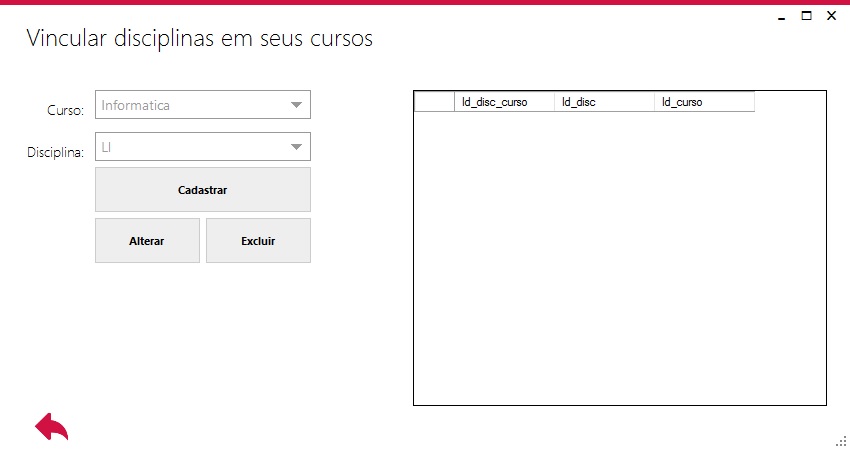 Vincular disciplinas em seus cursos
Curso:
Informatica
Disciplina:
LI
Cadastrar
Alterar
Excluir
Id_disc_curso
Id_disc
Id_curso